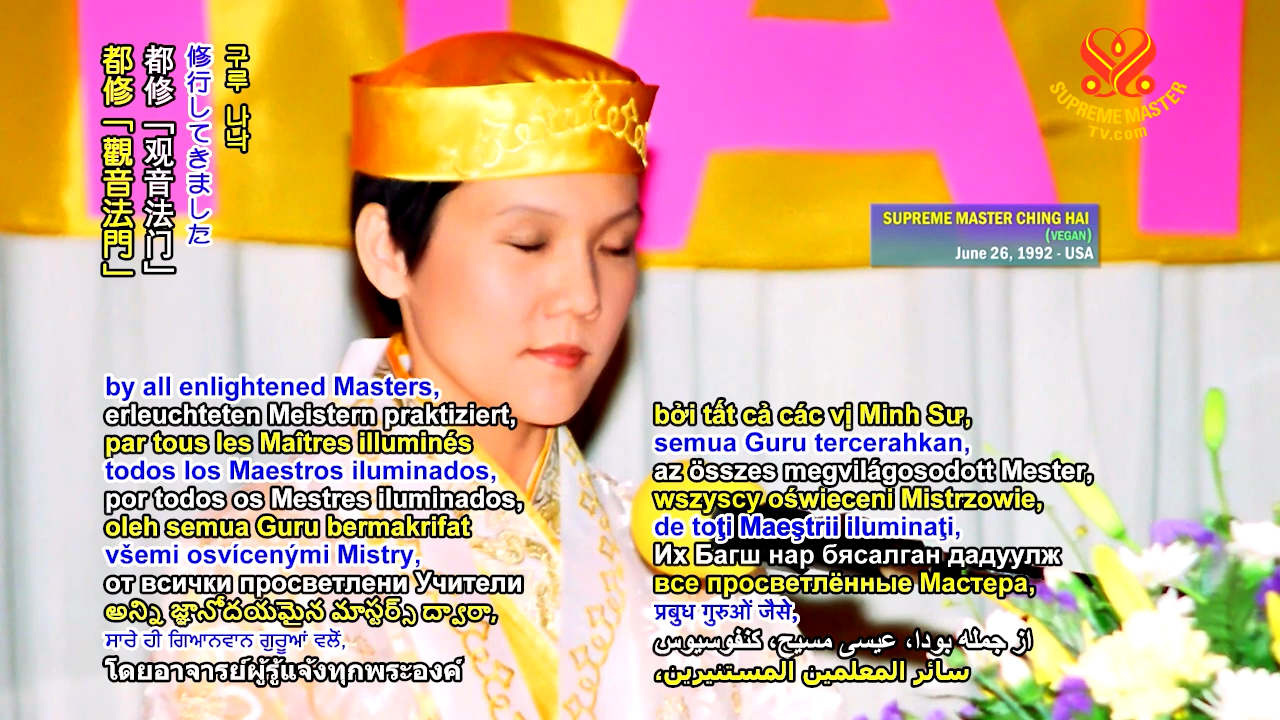 구루 나낙
修行してきました
都修「观音法门」
都修「觀音法門」
SUPREME MASTER
TV.com
SUPREME MASTER CHING HAI
(VEGAN)
June 26, 1992 - USA
by all enlightened Masters,
erleuchteten Meistern praktiziert,
par tous les Maîtres illuminés
todos los Maestros iluminados,
por todos os Mestres iluminados,
oleh semua Guru bermakrifat
všemi osvícenými Mistry,
от всички просветлени Учители
అన్ని జ్ఞానోదయమైన మాస్టర్స్ ద్వారా,
ਸਾਰੇ ਹੀ ਗਿਆਨਵਾਨ ਗੁਰੂਆਂ ਵਲੋਂ,
โดยอาจารย์ผู้รู้แจ้งทุกพระองค์
bởi tất cả các vị Minh Sư,
semua Guru tercerahkan,
az összes megvilágosodott Mester,
wszyscy oświeceni Mistrzowie,
de toţi Maeştrii iluminaţi,
Их Багш нар бясалган дадуулж
все просветлённые Мастера,
प्रबुध गुरुओं जैसे,
از جمله بودا، عیسی مسیح، کنفوسیوس
سائر المعلمين المستنيرين،